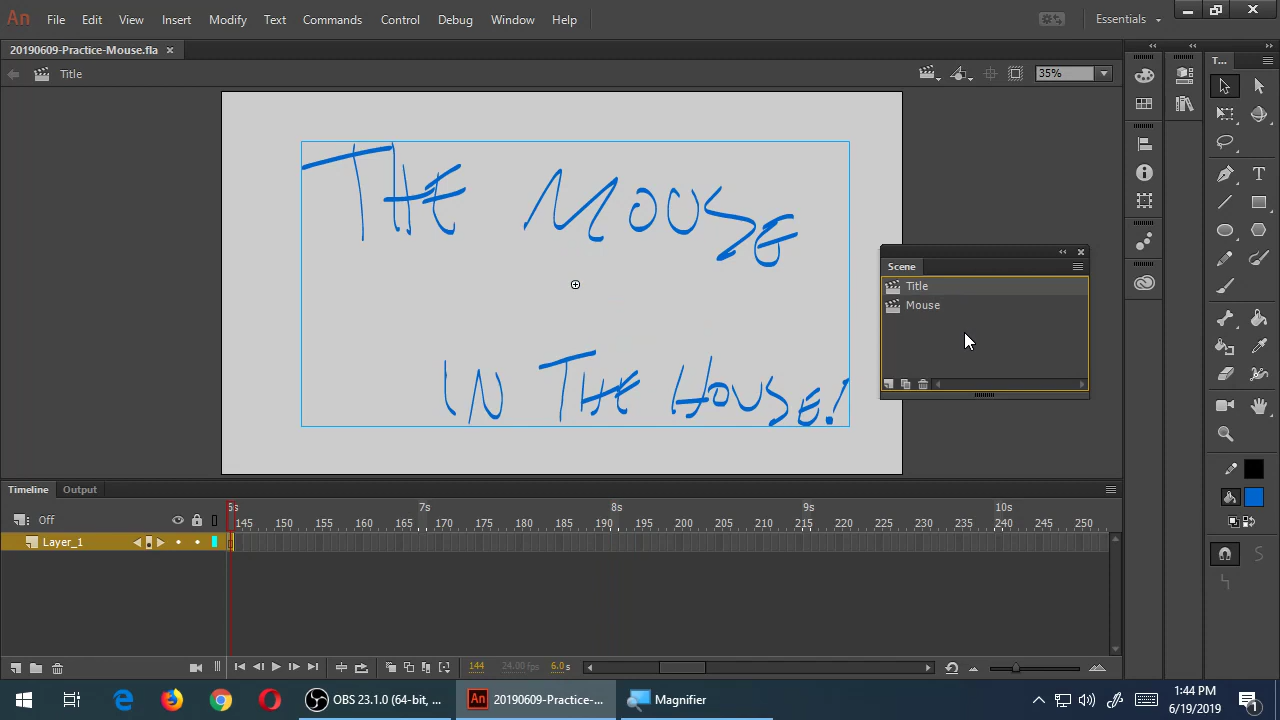 An File Edit View Insert Modify Text Commands Control Debug Window Help Essentials
20190609-Practice-Mouse.fla
Title 35%
T...
THE MOUSE
IN THE HOUSE!
Scene
Title
Mouse
Timeline Output
6s 7s 8s 9s 10s
Off 145 150 155 160 165 170 175 180 185 190 195 200 205 210 215 220 225 230 235 240 245 250
Layer_1
144 24.00 fps 6.0 s
OBS 23.1.0 (64-bit, ... An 20190609-Practice-... Magnifier
1:44 PM
6/19/2019
1